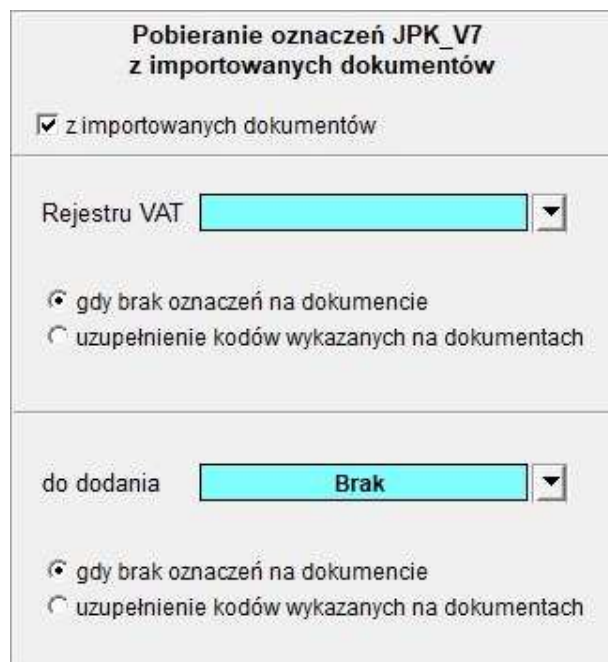 Pobieranie oznaczeń JPK_V7
z importowanych dokumentów
z importowanych dokumentów
Rejestru VAT
gdy brak oznaczeń na dokumencie
uzupełnienie kodów wykazanych na dokumentach
do dodania Brak
gdy brak oznaczeń na dokumencie
uzupełnienie kodów wykazanych na dokumentach